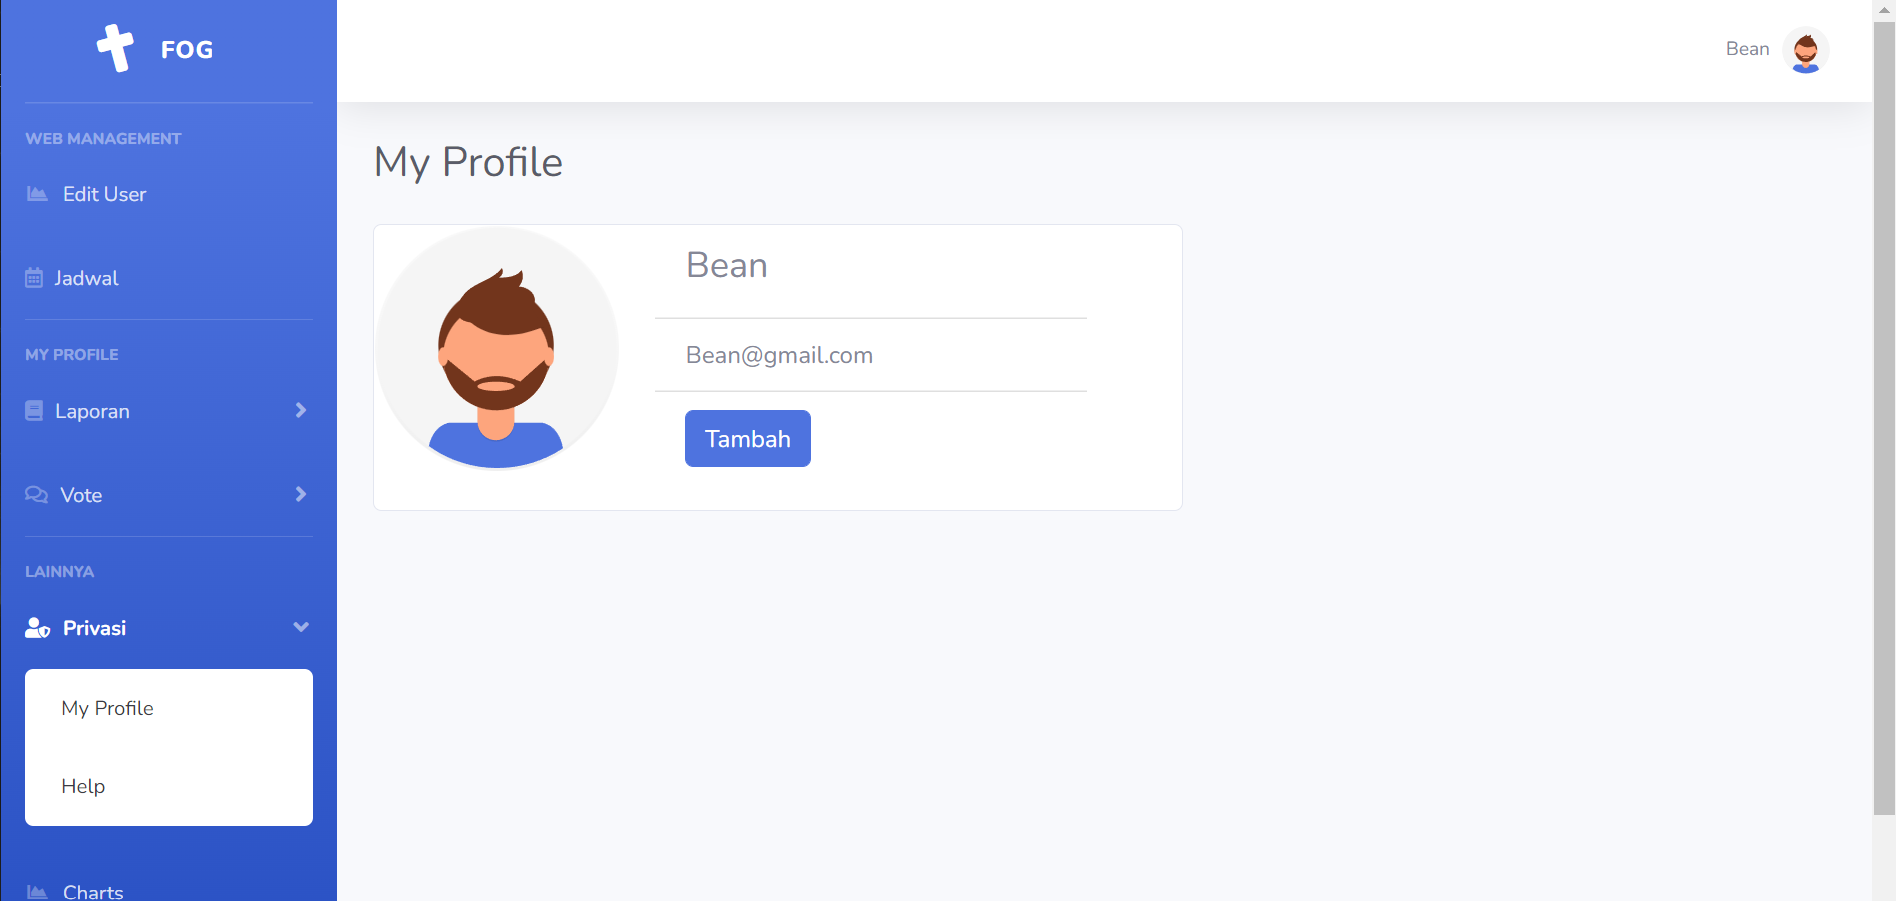 FOG
WEB MANAGEMENT
Edit User
Jadwal
MY PROFILE
Laporan
Vote
LAINNYA
Privasi
My Profile
Help
Charts
Bean
My Profile
Bean
Bean@gmail.com
Tambah